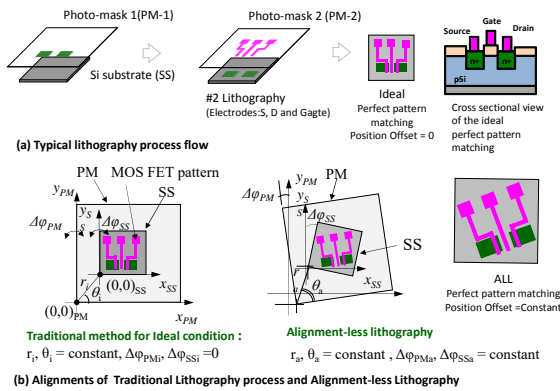 Photo-mask 1(PM-1)
Si substrate (SS)
Photo-mask 2 (PM-2)
#2 Lithography
(Electrodes:S, D and Gagte)
Ideal
Perfect pattern
matching
Position Offset = 0
Source
Gate
Drain
n+
n+
pSi
Cross sectional view
of the ideal
perfect pattern
matching
(a) Typical lithography process flow
y_PM
PM
MOS FET pattern
SS
y_S
S
Δφ_PM
Δφ_SS
r_i
θ_i
(0,0)_SS
x_SS
(0,0)_PM
x_PM
Traditional method for Ideal condition :
r_i, θ_i = constant, Δφ_PMi, Δφ_SSi =0
Δφ_PM
y_PM
PM
y_S
s
Δφ_SS
SS
r
a
θ_a
x_SS
Alignment-less lithography
r_a, θ_a = constant , Δφ_PMa, Δφ_SSa = constant
ALL
Perfect pattern matching
Position Offset =Constant
(b) Alignments of Traditional Lithography process and Alignment-less Lithography